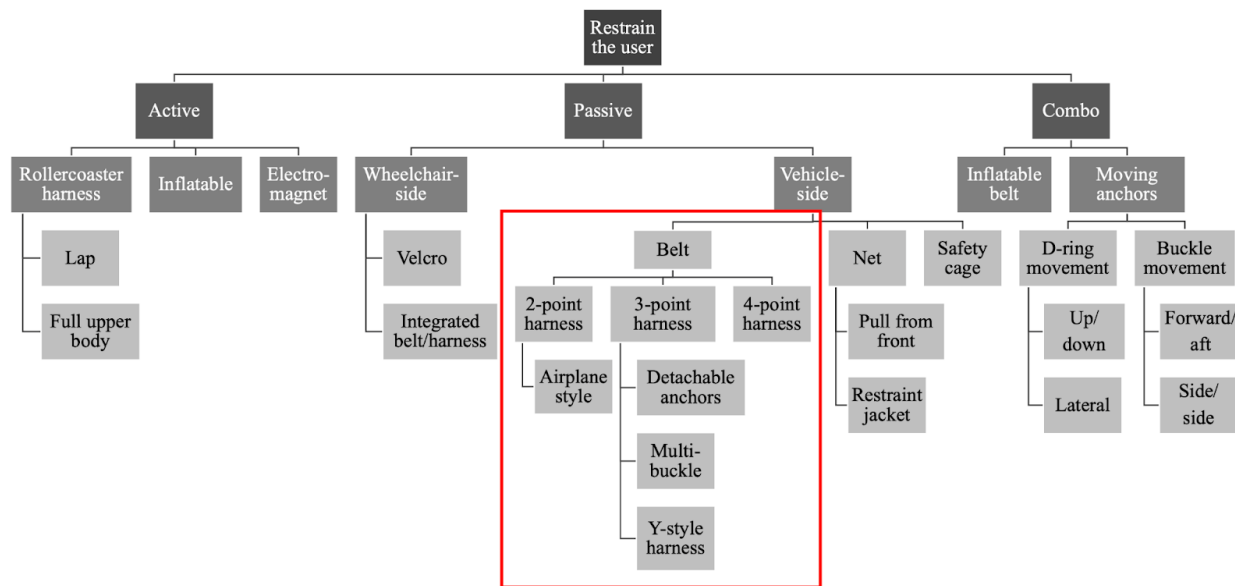 Restrain
the user
Active
Passive
Combo
Rollercoaster
harness
Inflatable
Electro-
magnet
Wheelchair-
side
Vehicle-
side
Inflatable
belt
Moving
anchors
Lap
Full upper
body
Velcro
Integrated
belt/harness
Belt
2-point
harness
Airplane
style
3-point
harness
Detachable
anchors
Multi-
buckle
Y-style
harness
4-point
harness
Net
Pull from
front
Restraint
jacket
Safety
cage
D-ring
movement
Up/
down
Lateral
Buckle
movement
Forward/
aft
Side/
side